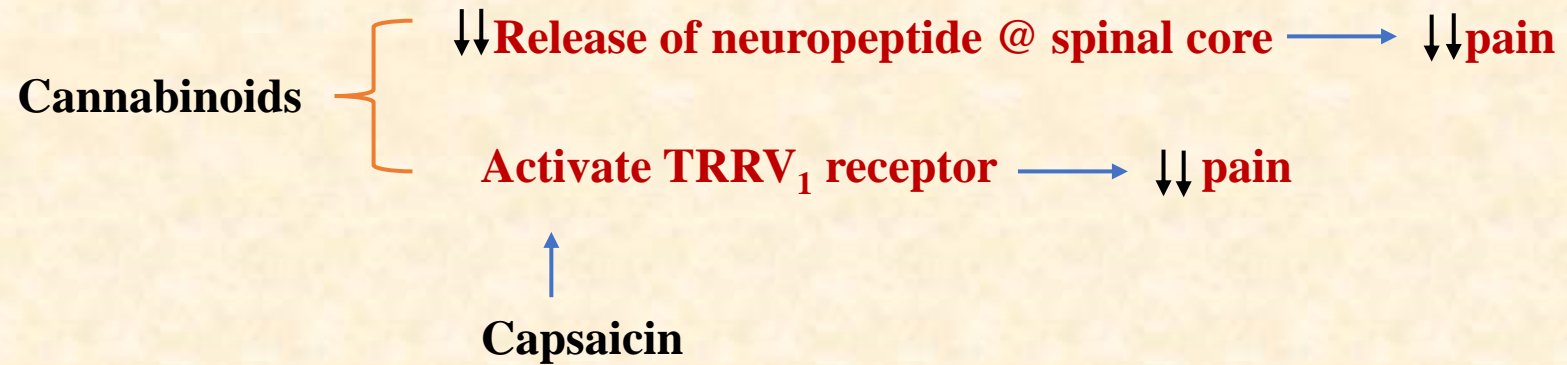 ↓↓Release of neuropeptide @ spinal core → ↓↓pain
Cannabinoids
Activate TRRV₁ receptor → ↓↓ pain
Capsaicin